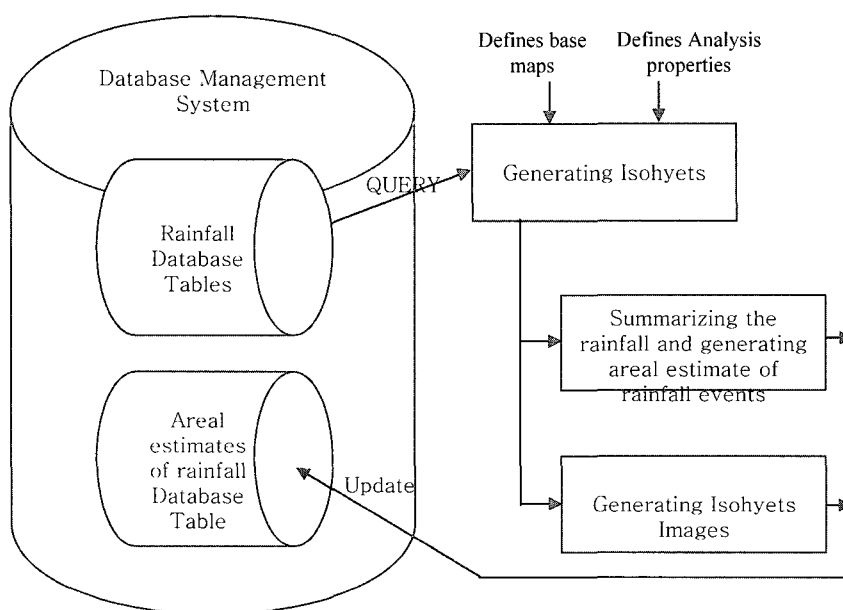 Defines base
maps
Defines Analysis
properties
Database Management
System
QUERY
Generating Isohyets
Rainfall
Database
Tables
Summarizing the
rainfall and generating
areal estimate of
rainfall events
Areal
estimates
of rainfall
Database
Table
Update
Generating Isohyets
Images